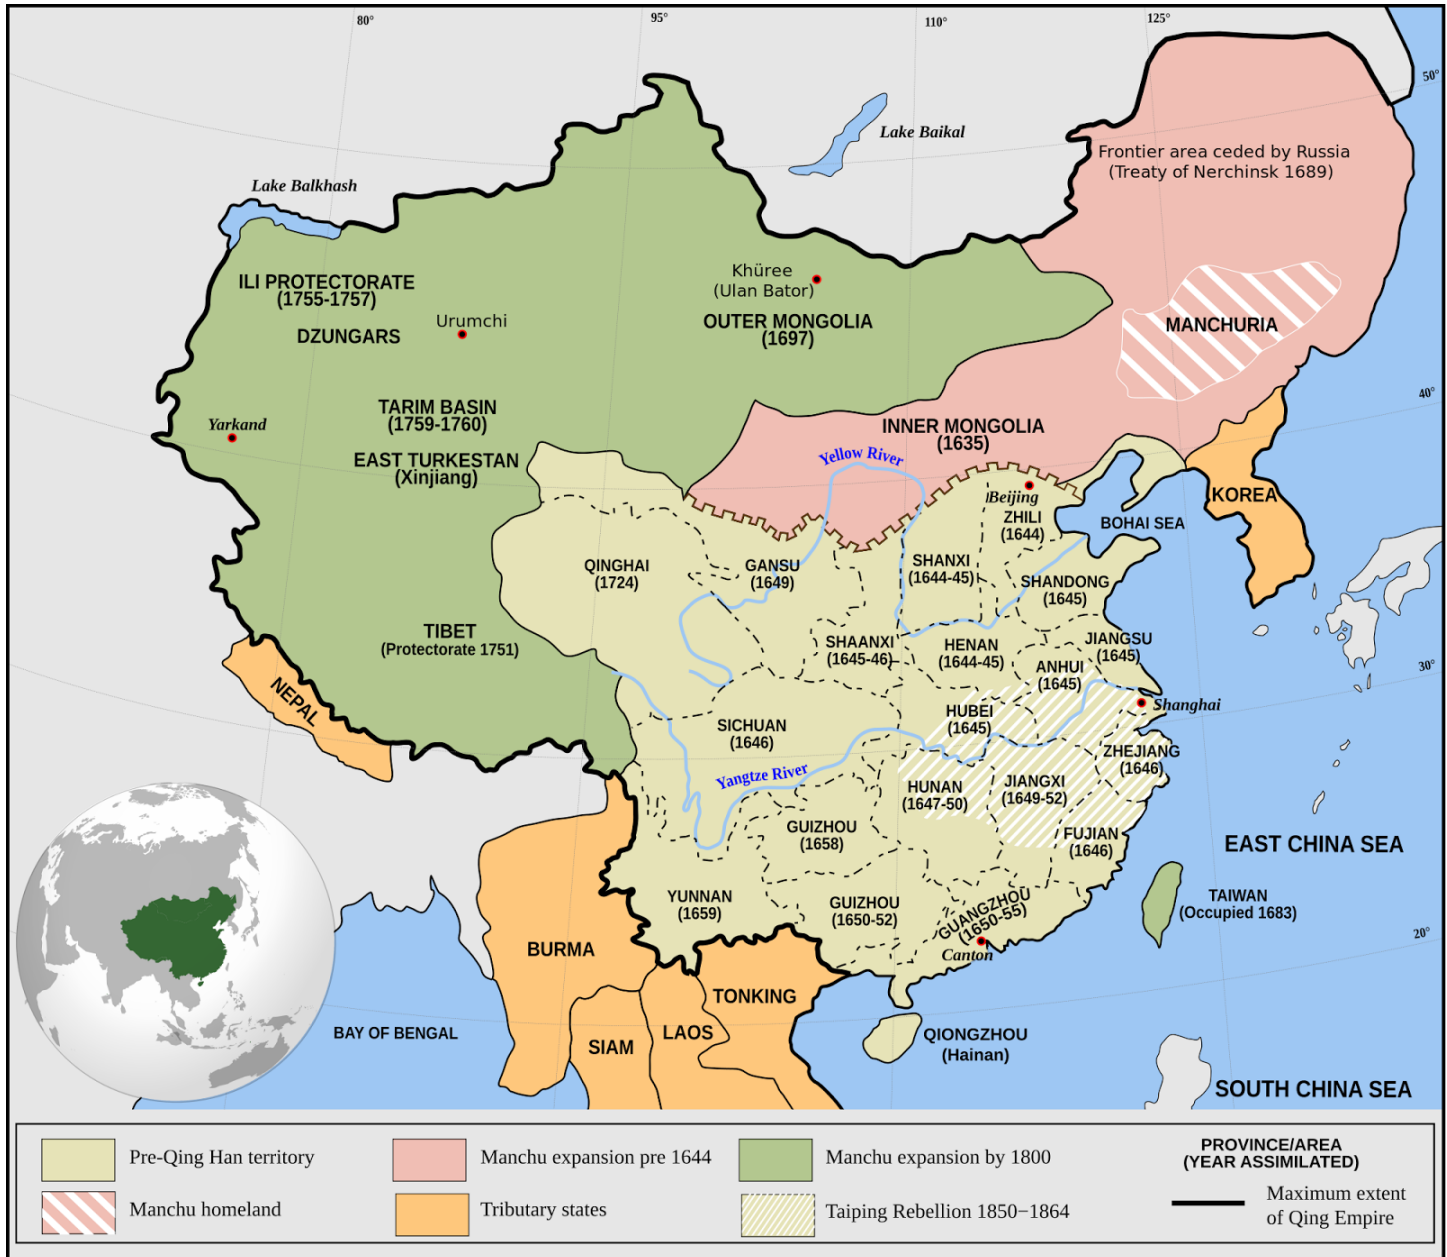 80°
95°
110°
125°
50°
Lake Baikal
Frontier area ceded by Russia
(Treaty of Nerchinsk 1689)
Lake Balkhash
ILI PROTECTORATE
(1755-1757)
DZUNGARS
Urumchi
Khüree
(Ulan Bator)
OUTER MONGOLIA
(1697)
MANCHURIA
40°
Yarkand
TARIM BASIN
(1759-1760)
EAST TURKESTAN
(Xinjiang)
INNER MONGOLIA
(1635)
Yellow River
Beijing
ZHILI
(1644)
BOHAI SEA
KOREA
QINGHAI
(1724)
GANSU
(1649)
SHANXI
(1644-45)
SHANDONG
(1645)
TIBET
(Protectorate 1751)
SHAANXI
(1645-46)
HENAN
(1644-45)
JIANGSU
(1645)
ANHUI
(1645)
30°
NEPAL
SICHUAN
(1646)
HUBEI
(1645)
Shanghai
ZHEJIANG
(1646)
Yangtze River
HUNAN
(1647-50)
JIANGXI
(1649-52)
GUIZHOU
(1658)
FUJIAN
(1646)
EAST CHINA SEA
YUNNAN
(1659)
GUIZHOU
(1650-52)
GUANGZHOU
(1650-55)
Canton
TAIWAN
(Occupied 1683)
20°
BURMA
TONKING
BAY OF BENGAL
SIAM
LAOS
QIONGZHOU
(Hainan)
SOUTH CHINA SEA
Pre-Qing Han territory
Manchu expansion pre 1644
Manchu expansion by 1800
PROVINCE/AREA
(YEAR ASSIMILATED)
Manchu homeland
Tributary states
Taiping Rebellion 1850−1864
Maximum extent
of Qing Empire